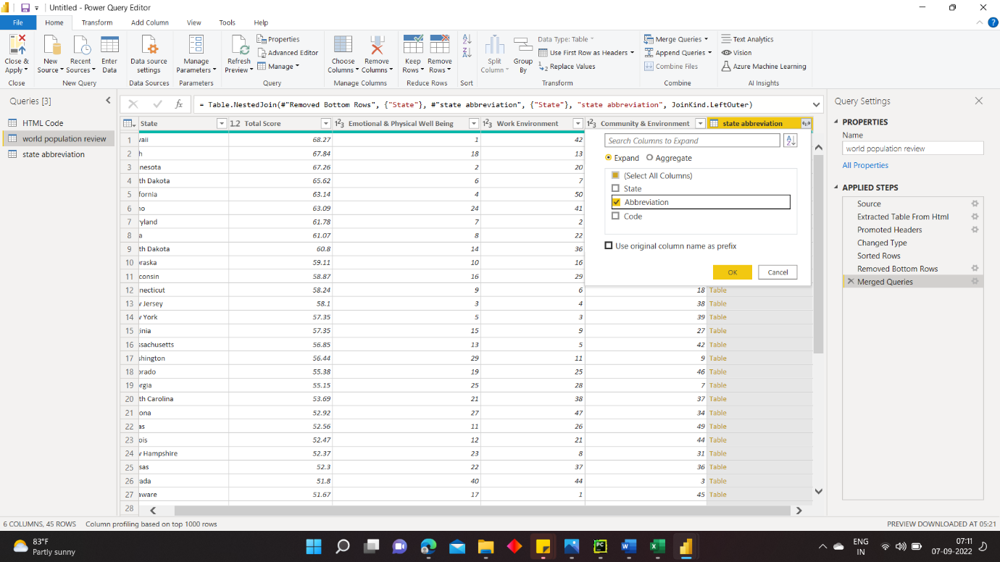 Untitled - Power Query Editor
File Home Transform Add Column View Tools Help
Close & Apply
New Source
Recent Sources
Enter Data
Data source settings
Manage Parameters
Refresh Preview
Properties
Advanced Editor
Manage
Choose Columns
Remove Columns
Keep Rows
Remove Rows
Split Column
Group By
Data Type: Table
Use First Row as Headers
Replace Values
Merge Queries
Append Queries
Combine Files
Text Analytics
Vision
Azure Machine Learning
Close New Query Data Sources Parameters Query Manage Columns Reduce Rows Sort Transform Combine AI Insights
Queries [3]
HTML Code
world population review
state abbreviation
= Table.NestedJoin(#"Removed Bottom Rows", {"State"}, #"state abbreviation", {"State"}, "state abbreviation", JoinKind.LeftOuter)
State 1.2 Total Score 123 Emotional & Physical Well Being 123 Work Environment 123 Community & Environment state abbreviation
1 vaii 68.27 1 42
2 h 67.84 18 13
3 nesota 67.26 2 20
4 th Dakota 65.62 6 7
5 fornia 63.14 4 50
6 no 63.09 24 41
7 yland 61.78 7 2
8 a 61.07 8 22
9 th Dakota 60.8 14 36
10 raska 59.11 10 16
11 consin 58.87 16 29
12 necticut 58.24 9 6 18 Table
13 v Jersey 58.1 3 4 38 Table
14 v York 57.35 5 3 39 Table
15 inia 57.35 15 9 27 Table
16 ssachusetts 56.85 13 5 42 Table
17 shington 56.44 29 11 9 Table
18 orado 55.38 19 25 46 Table
19 rgia 55.15 25 28 7 Table
20 th Carolina 53.69 21 38 37 Table
21 ona 52.92 27 47 34 Table
22 as 52.56 11 26 49 Table
23 ois 52.47 12 21 44 Table
24 v Hampshire 52.37 23 8 31 Table
25 sas 52.3 22 37 36 Table
26 ada 51.8 40 44 3 Table
27 aware 51.67 17 1 45 Table
28
Search Columns to Expand
Expand Aggregate
(Select All Columns)
State
Abbreviation
Code
Use original column name as prefix
OK Cancel
Query Settings
PROPERTIES
Name
world population review
All Properties
APPLIED STEPS
Source
Extracted Table From Html
Promoted Headers
Changed Type
Sorted Rows
Removed Bottom Rows
Merged Queries
6 COLUMNS, 45 ROWS Column profiling based on top 1000 rows PREVIEW DOWNLOADED AT 05:21
83°F
Partly sunny
ENG
IN
07:11
07-09-2022